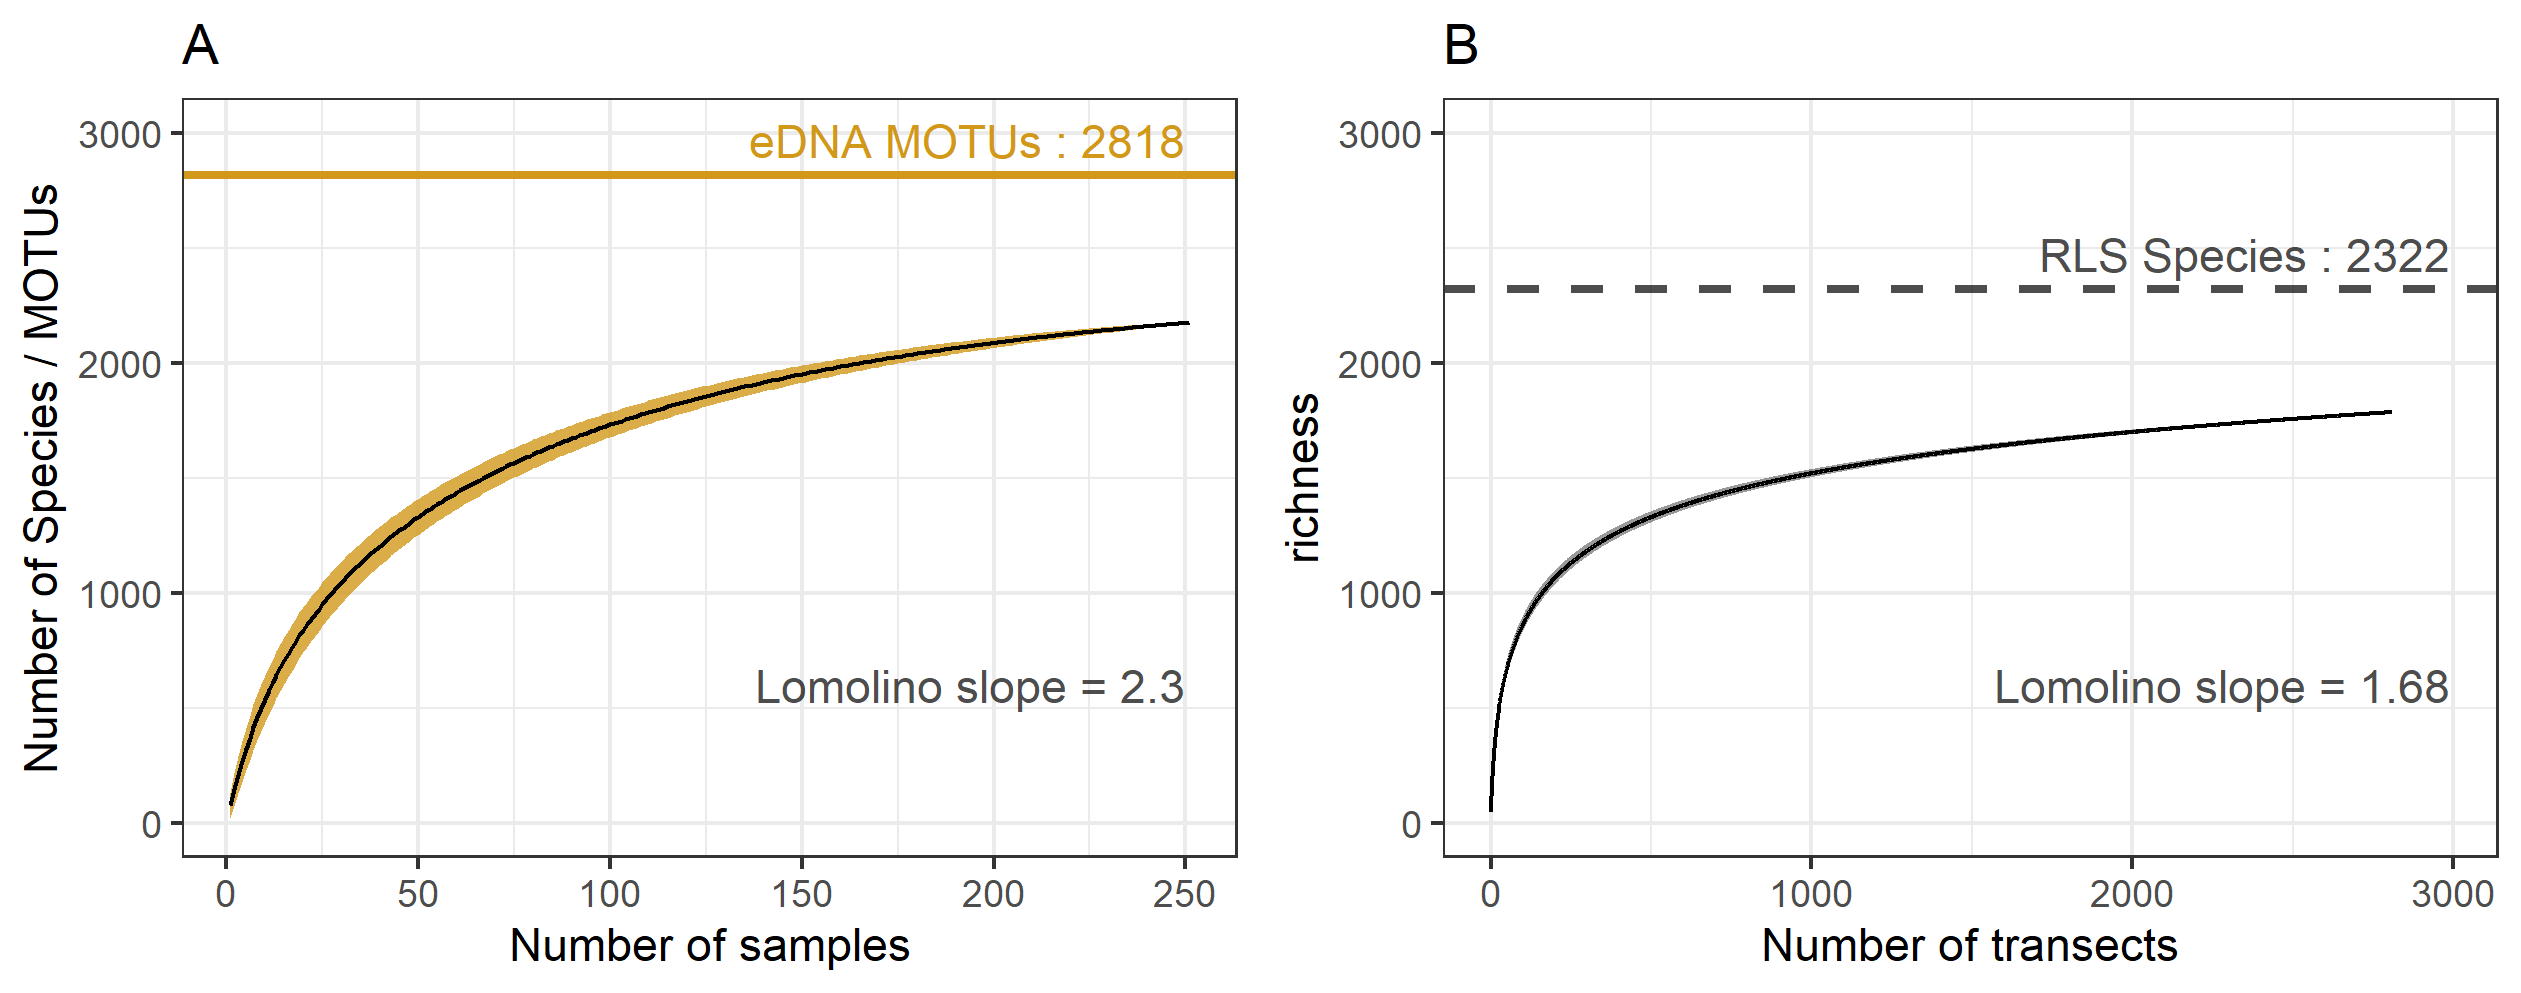 A
Number of Species / MOTUs
3000
2000
1000
0
eDNA MOTUs : 2818
Lomolino slope = 2.3
0 50 100 150 200 250
Number of samples
B
richness
3000
2000
1000
0
RLS Species : 2322
Lomolino slope = 1.68
0 1000 2000 3000
Number of transects